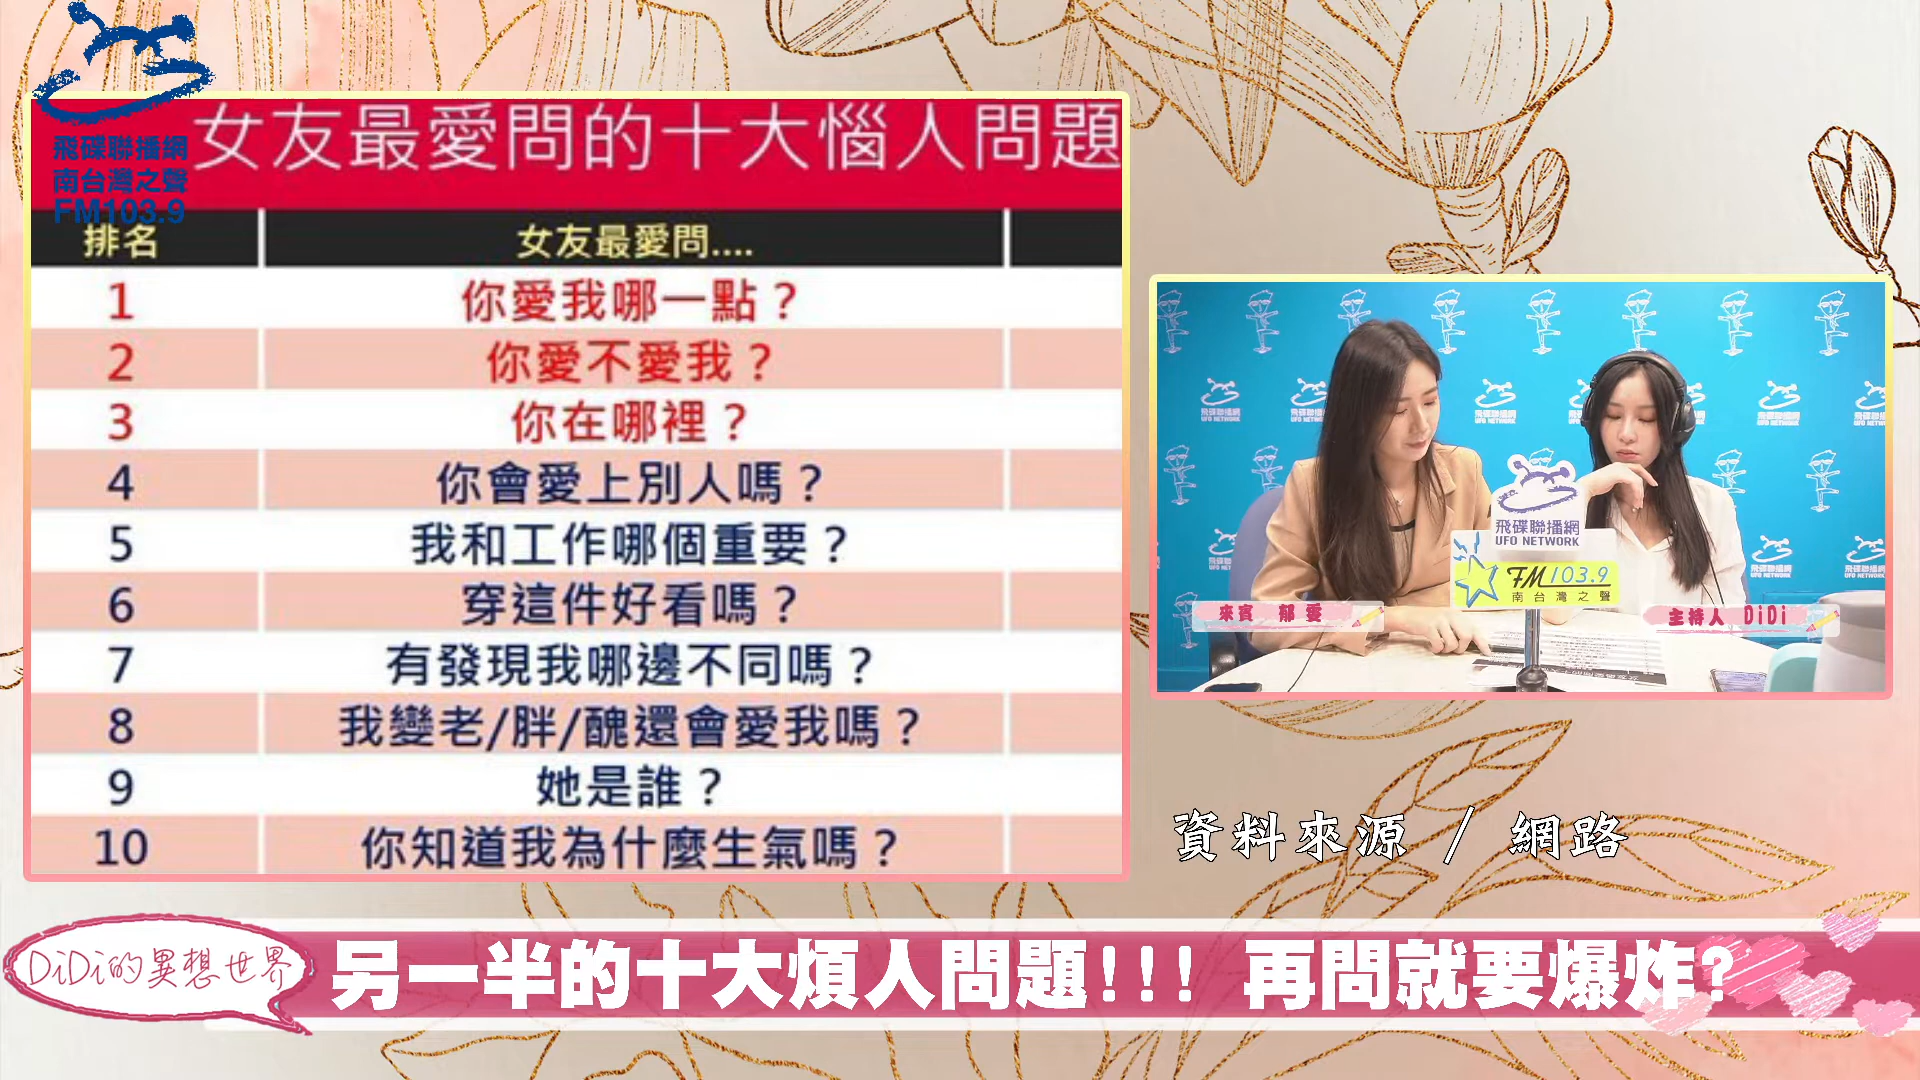 飛碟聯播網
南台灣之聲
FM103.9
女友最愛問的十大惱人問題
排名 女友最愛問....
1 你愛我哪一點？
2 你愛不愛我？
3 你在哪裡？
4 你會愛上別人嗎？
5 我和工作哪個重要？
6 穿這件好看嗎？
7 有發現我哪邊不同嗎？
8 我變老/胖/醜還會愛我嗎？
9 她是誰？
10 你知道我為什麼生氣嗎？
飛碟聯播網
UFO NETWORK
FM103.9
南台灣之聲
來賓 郁雯
主持人 DiDi
資料來源 / 網路
DiDi的異想世界
另一半的十大煩人問題!!! 再問就要爆炸?